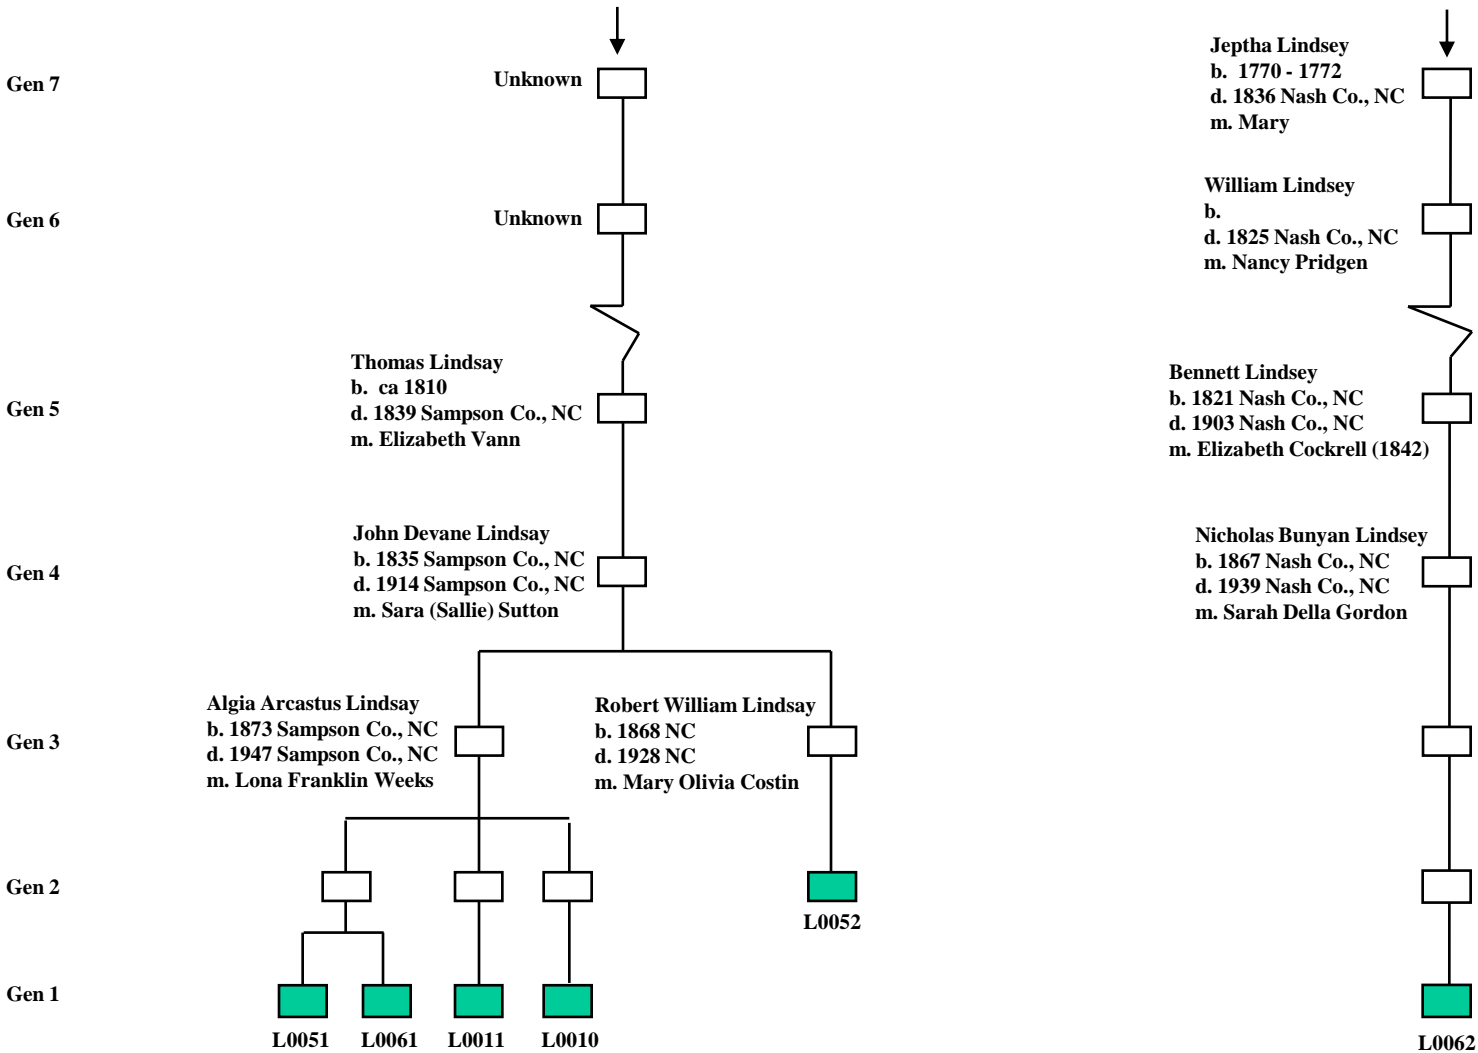 Gen 7
Unknown
Jeptha Lindsey
b. 1770 - 1772
d. 1836 Nash Co., NC
m. Mary
Gen 6
Unknown
William Lindsey
b.
d. 1825 Nash Co., NC
m. Nancy Pridgen
Gen 5
Thomas Lindsay
b. ca 1810
d. 1839 Sampson Co., NC
m. Elizabeth Vann
Bennett Lindsey
b. 1821 Nash Co., NC
d. 1903 Nash Co., NC
m. Elizabeth Cockrell (1842)
Gen 4
John Devane Lindsay
b. 1835 Sampson Co., NC
d. 1914 Sampson Co., NC
m. Sara (Sallie) Sutton
Nicholas Bunyan Lindsey
b. 1867 Nash Co., NC
d. 1939 Nash Co., NC
m. Sarah Della Gordon
Gen 3
Algia Arcastus Lindsay
b. 1873 Sampson Co., NC
d. 1947 Sampson Co., NC
m. Lona Franklin Weeks
Robert William Lindsay
b. 1868 NC
d. 1928 NC
m. Mary Olivia Costin
Gen 2
L0052
Gen 1
L0051
L0061
L0011
L0010
L0062